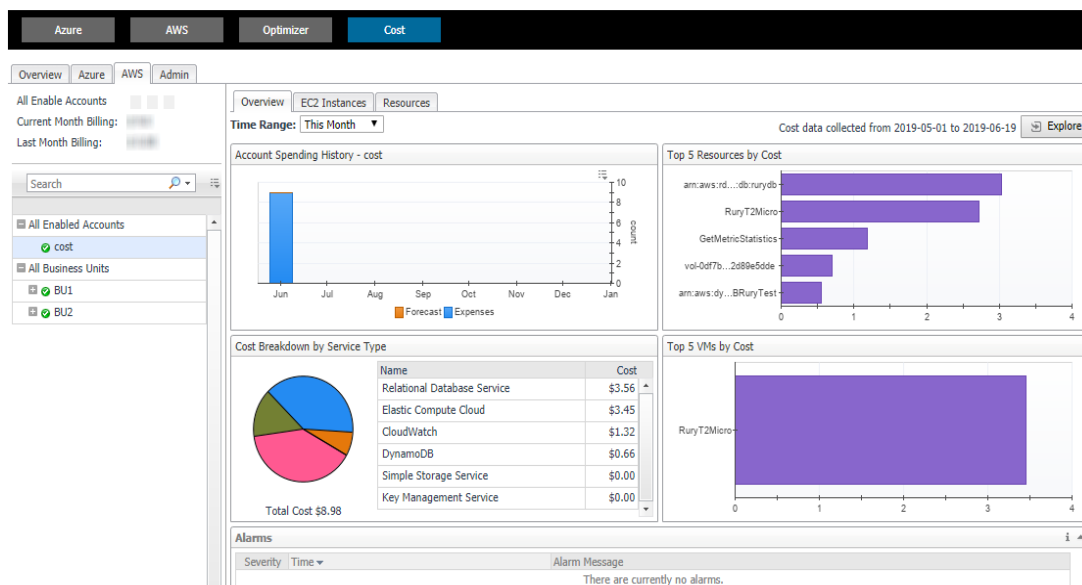 Azure AWS Optimizer Cost
Overview Azure AWS Admin
All Enable Accounts
Current Month Billing:
Last Month Billing:
Search
All Enabled Accounts
cost
All Business Units
BU1
BU2
Overview EC2 Instances Resources
Time Range: This Month
Cost data collected from 2019-05-01 to 2019-06-19 Explore
Account Spending History - cost
10
8
6
4
2
0
count
Jun Jul Aug Sep Oct Nov Dec Jan
Forecast Expenses
Top 5 Resources by Cost
arn:aws:rd...:db:rurydb
RuryT2Micro
GetMetricStatistics
vol-0df7b...2d89e5dde
arn:aws:dy...BRuryTest
0 1 2 3 4
Cost Breakdown by Service Type
Total Cost $8.98
Name Cost
Relational Database Service $3.56
Elastic Compute Cloud $3.45
CloudWatch $1.32
DynamoDB $0.66
Simple Storage Service $0.00
Key Management Service $0.00
Top 5 VMs by Cost
RuryT2Micro
0 1 2 3 4
Alarms
Severity Time Alarm Message
There are currently no alarms.